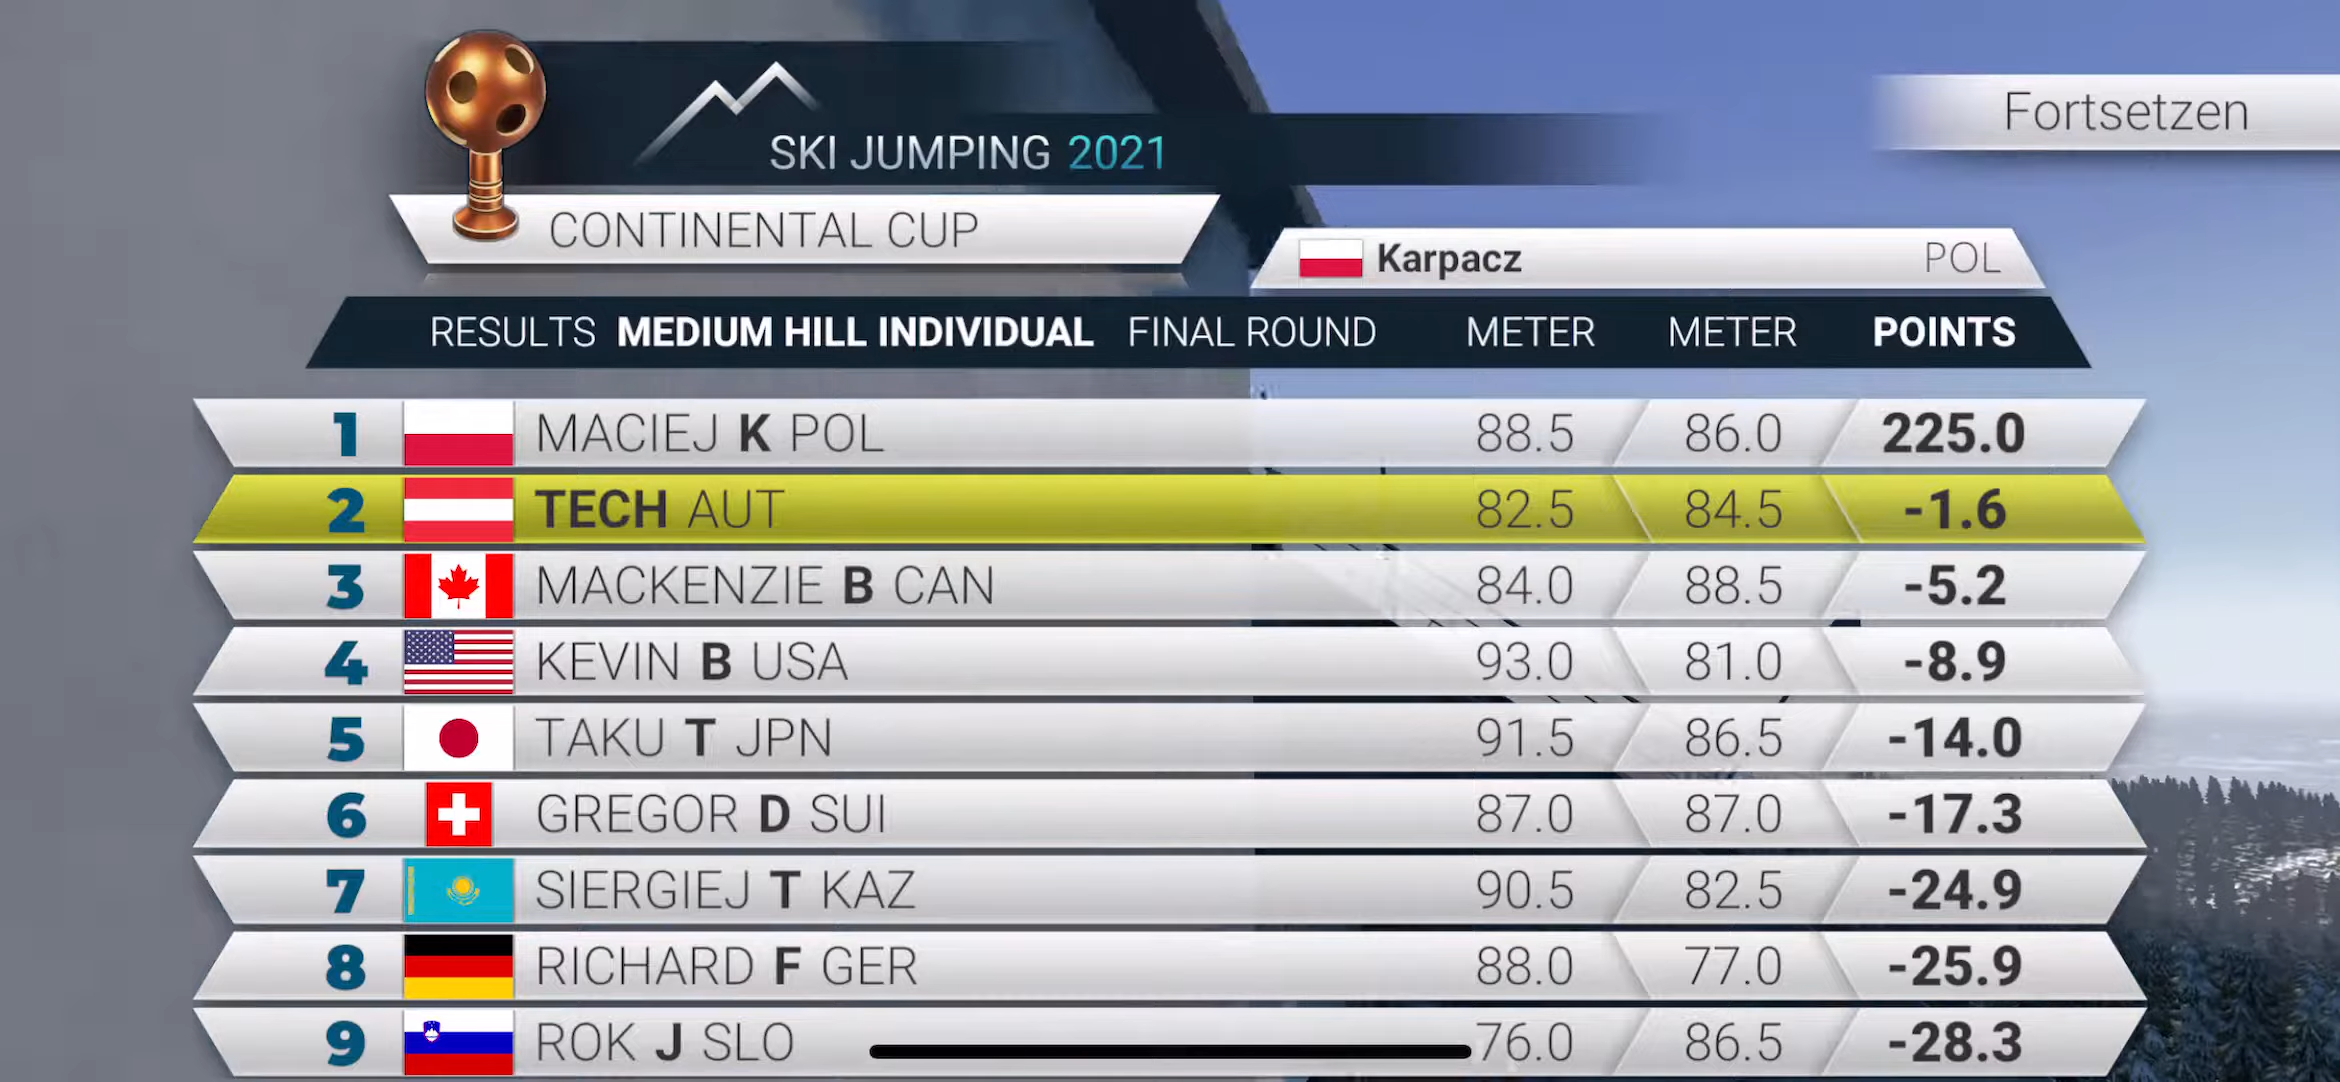 SKI JUMPING 2021
Fortsetzen
CONTINENTAL CUP
Karpacz POL
RESULTS MEDIUM HILL INDIVIDUAL FINAL ROUND METER METER POINTS
1 MACIEJ K POL 88.5 86.0 225.0
2 TECH AUT 82.5 84.5 -1.6
3 MACKENZIE B CAN 84.0 88.5 -5.2
4 KEVIN B USA 93.0 81.0 -8.9
5 TAKU T JPN 91.5 86.5 -14.0
6 GREGOR D SUI 87.0 87.0 -17.3
7 SIERGIEJ T KAZ 90.5 82.5 -24.9
8 RICHARD F GER 88.0 77.0 -25.9
9 ROK J SLO 76.0 86.5 -28.3